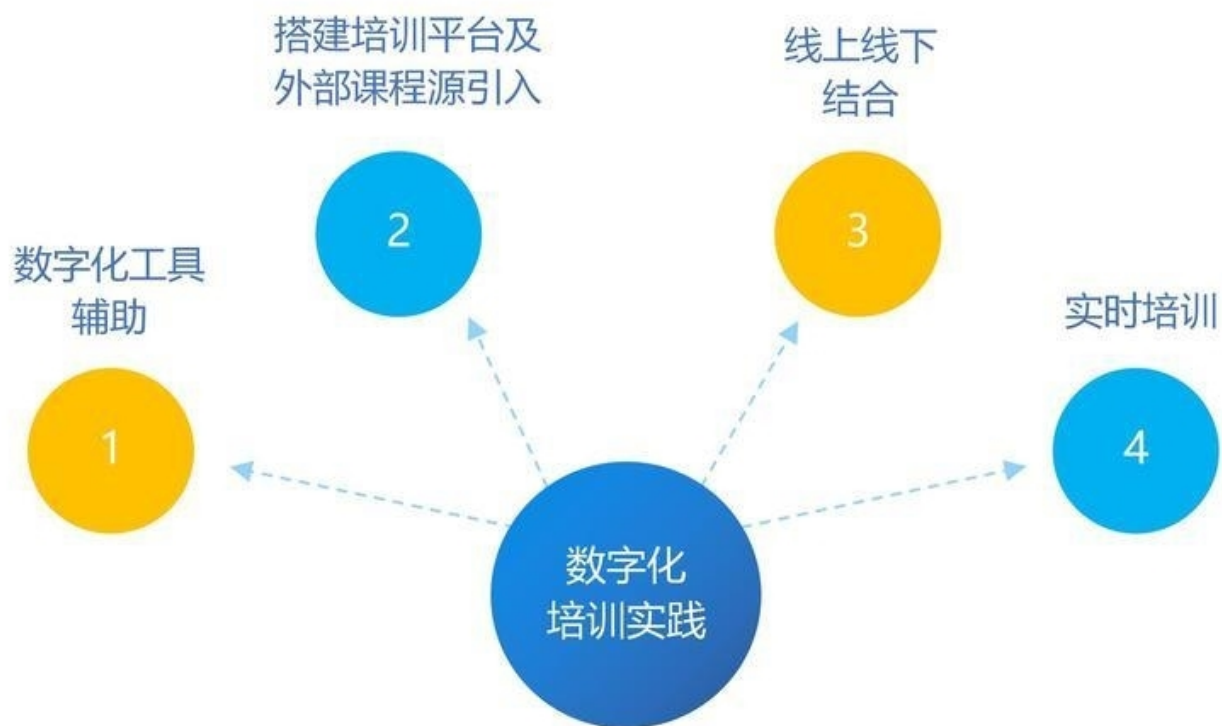 数字化工具
辅助
1
搭建培训平台及
外部课程源引入
2
线上线下
结合
3
实时培训
4
数字化
培训实践